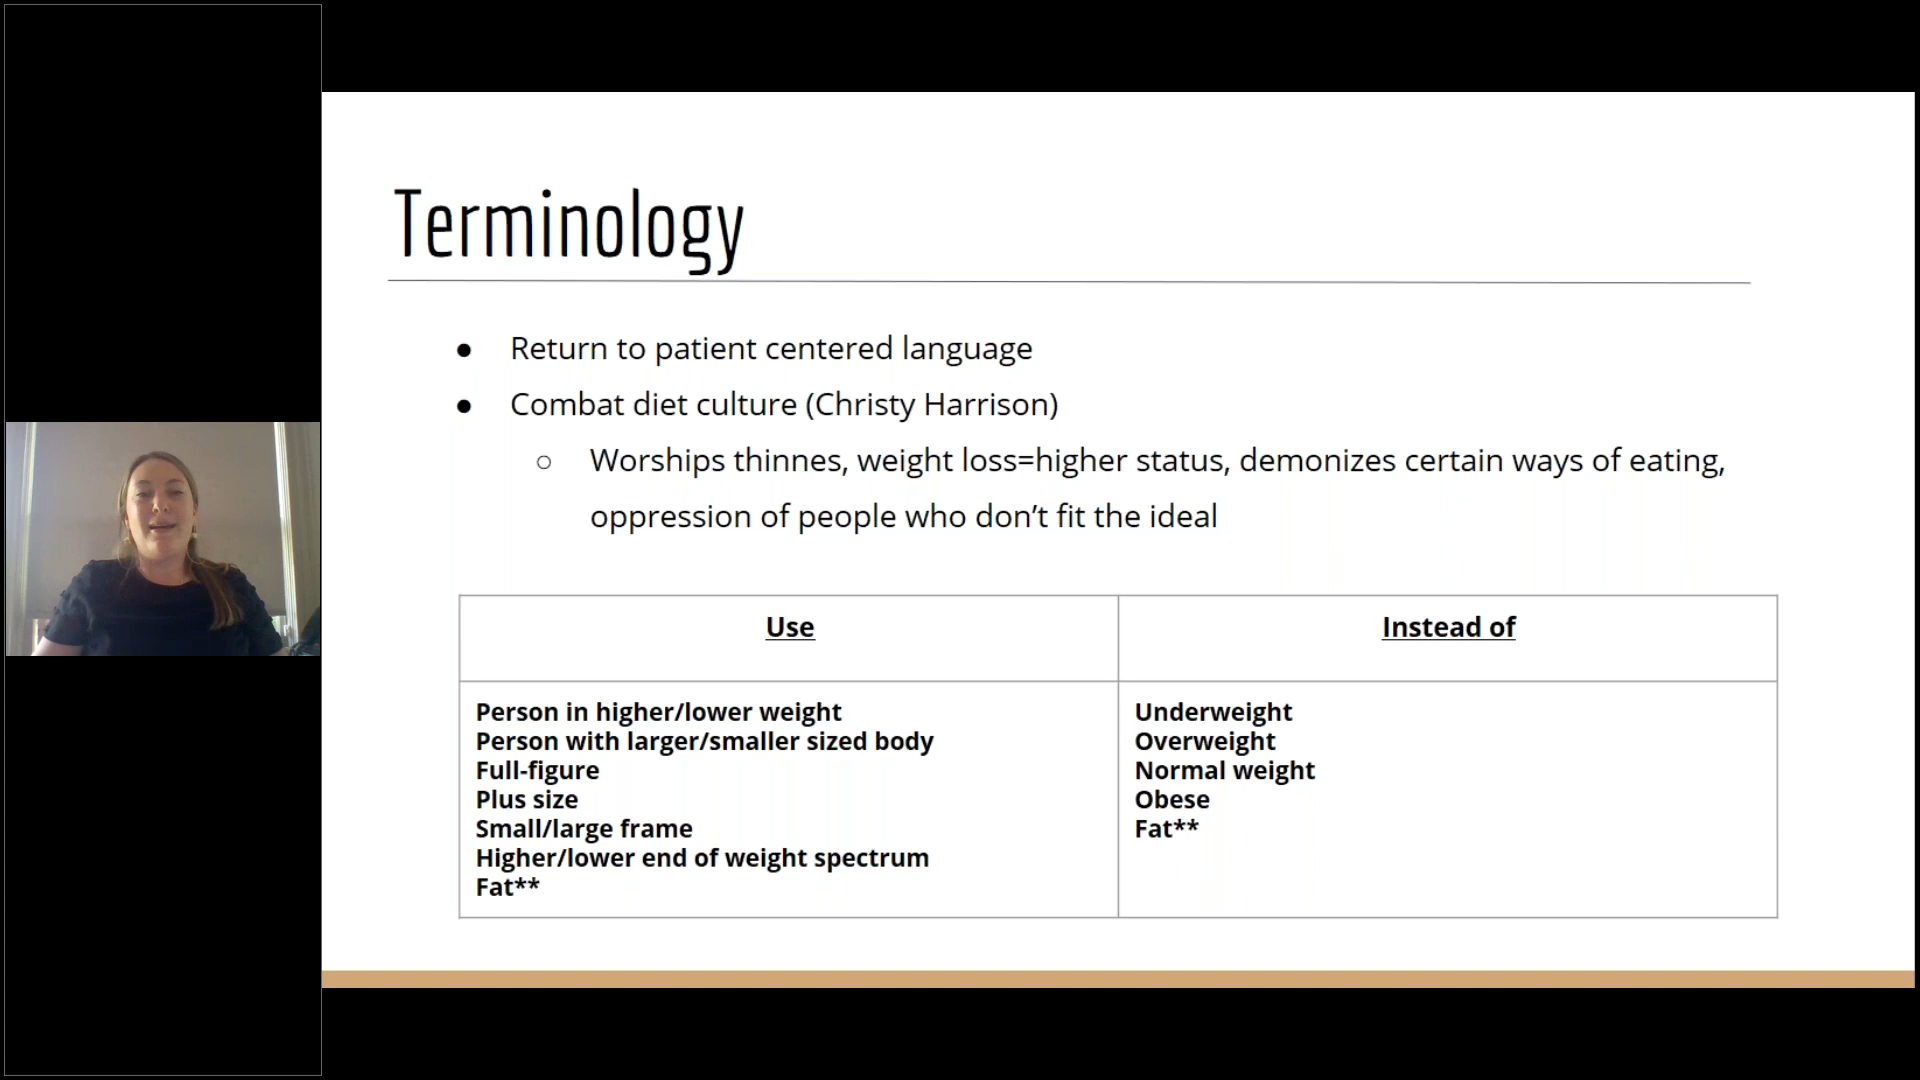 Terminology
● Return to patient centered language
● Combat diet culture (Christy Harrison)
○ Worships thinnes, weight loss=higher status, demonizes certain ways of eating,
oppression of people who don’t fit the ideal
Use
Instead of
Person in higher/lower weight
Person with larger/smaller sized body
Full-figure
Plus size
Small/large frame
Higher/lower end of weight spectrum
Fat**
Underweight
Overweight
Normal weight
Obese
Fat**